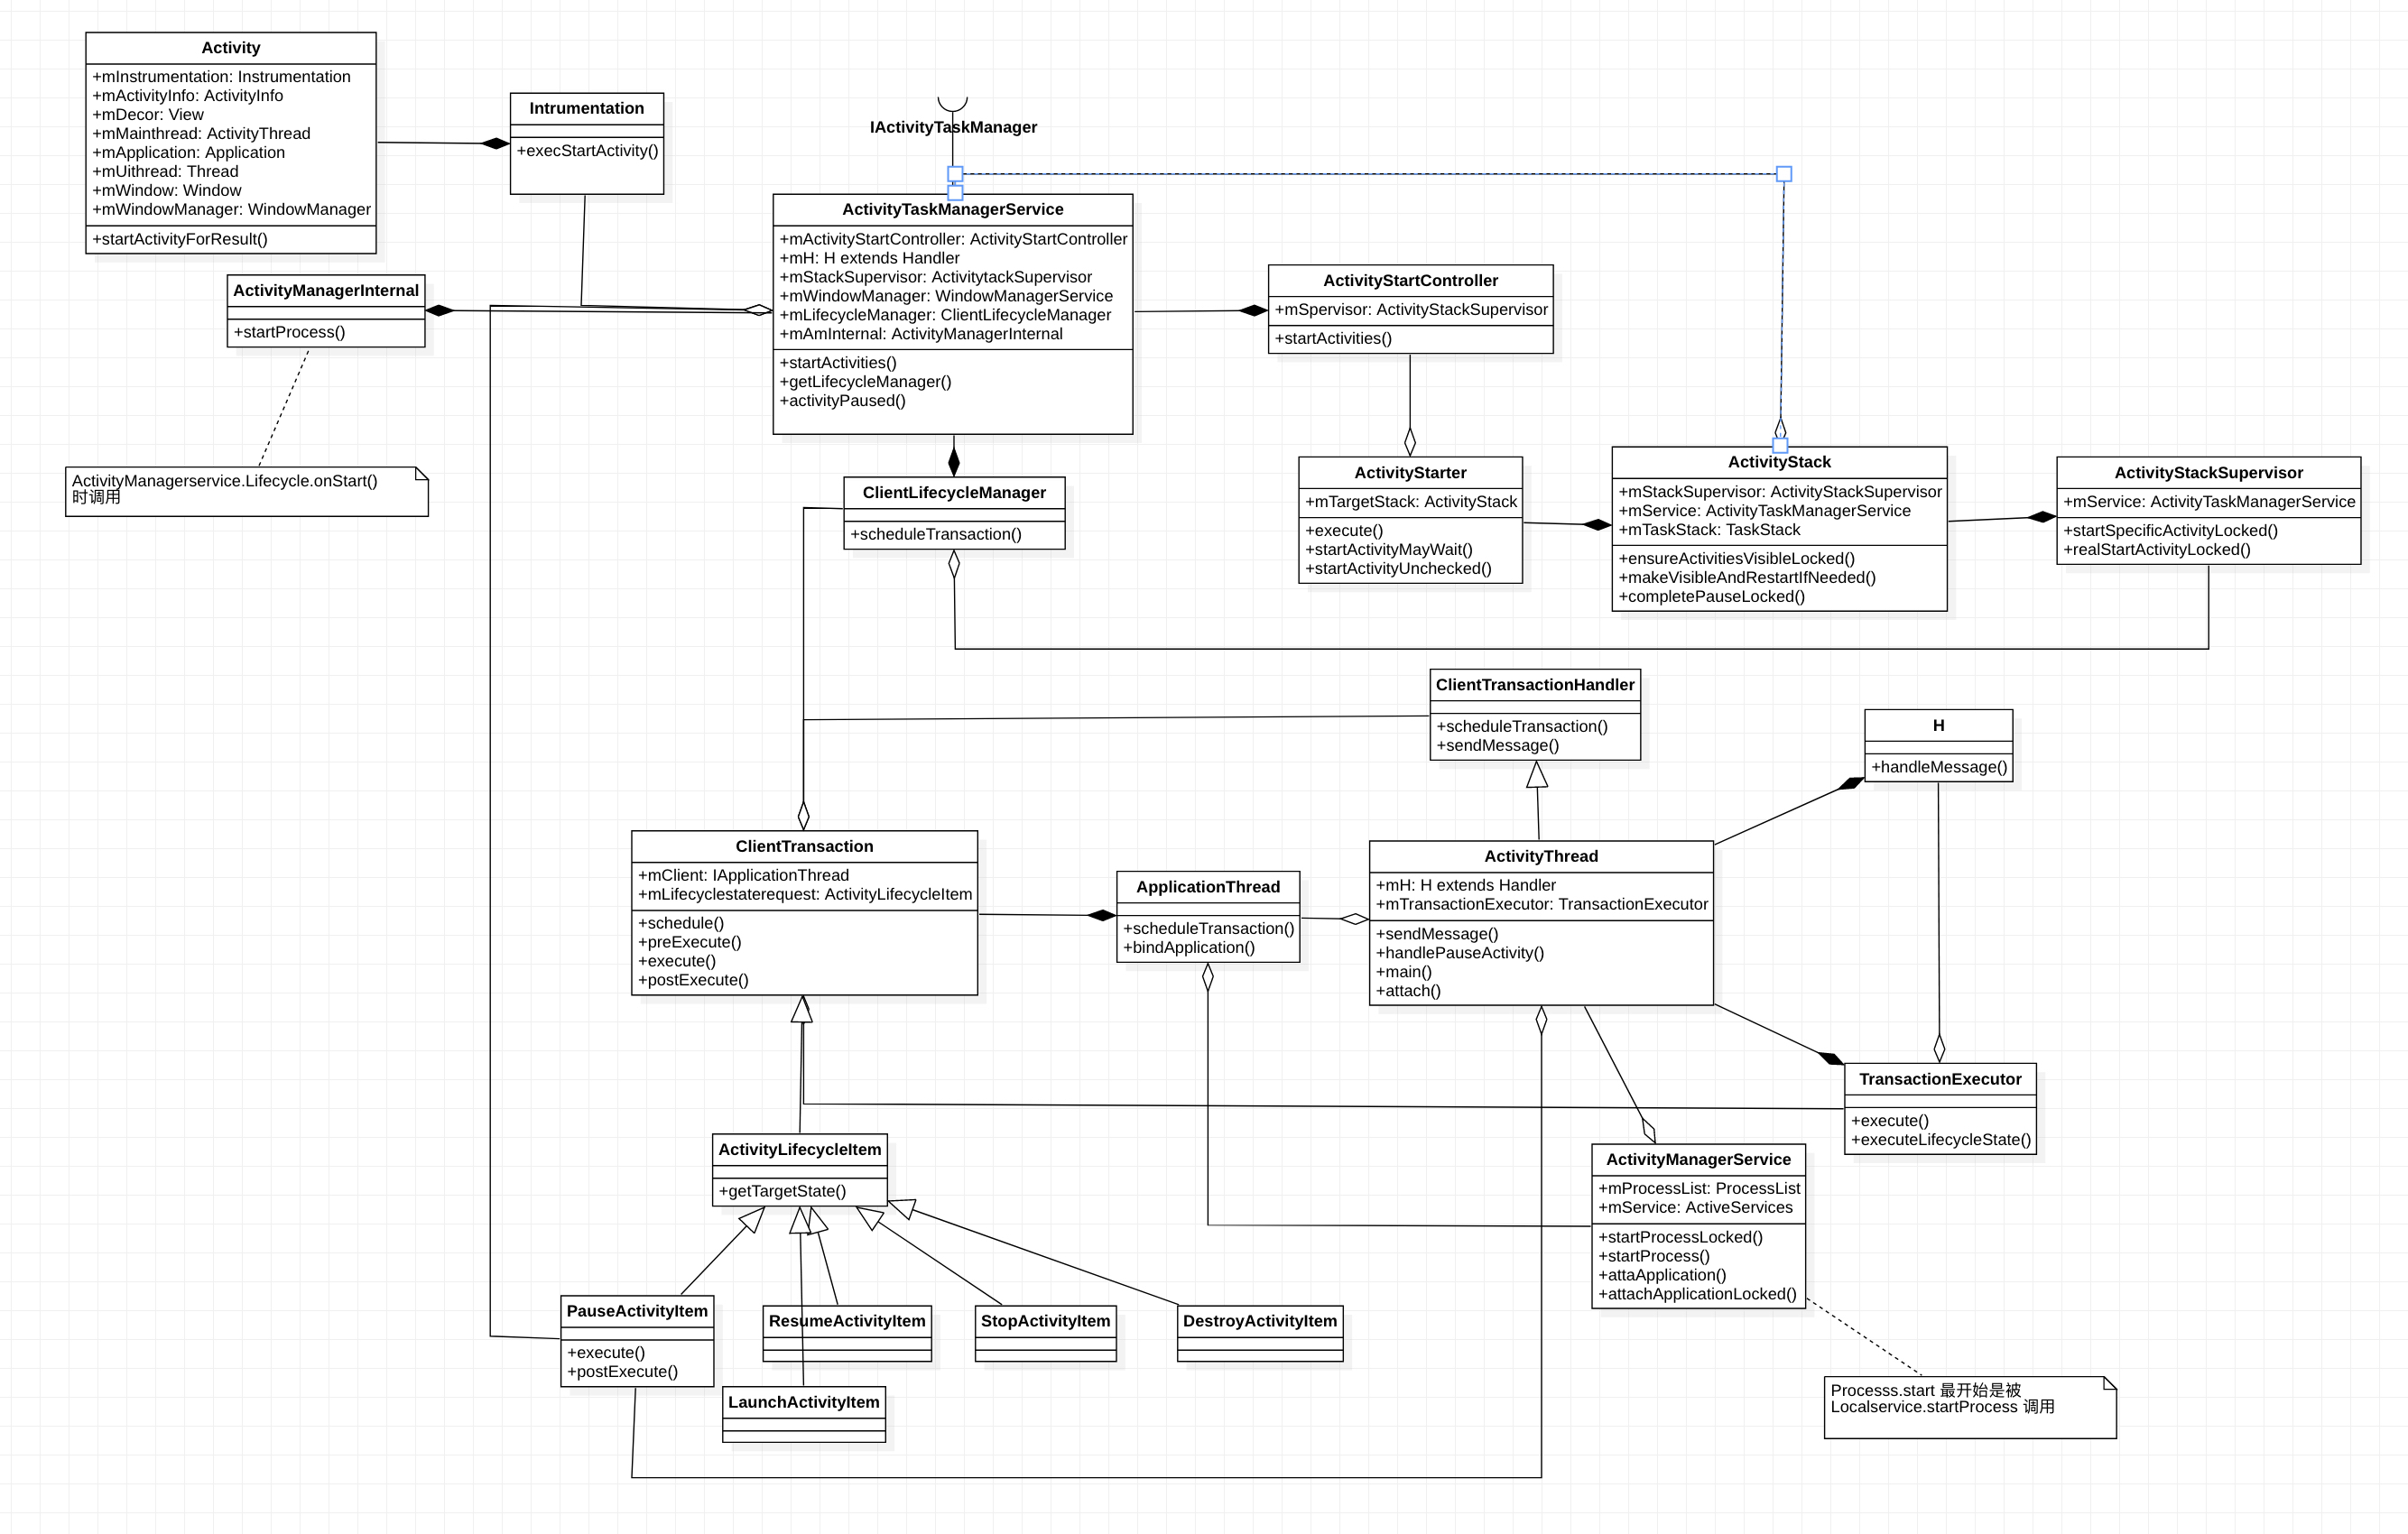 Activity
+mInstrumentation: Instrumentation
+mActivityInfo: ActivityInfo
+mDecor: View
+mMainthread: ActivityThread
+mApplication: Application
+mUithread: Thread
+mWindow: Window
+mWindowManager: WindowManager
+startActivityForResult()
Intrumentation
+execStartActivity()
IActivityTaskManager
ActivityTaskManagerService
+mActivityStartController: ActivityStartController
+mH: H extends Handler
+mStackSupervisor: ActivitytackSupervisor
+mWindowManager: WindowManagerService
+mLifecycleManager: ClientLifecycleManager
+mAmInternal: ActivityManagerInternal
+startActivities()
+getLifecycleManager()
+activityPaused()
ActivityManagerInternal
+startProcess()
ActivityStartController
+mSpervisor: ActivityStackSupervisor
+startActivities()
ActivityManagerservice.Lifecycle.onStart()
时调用
ClientLifecycleManager
+scheduleTransaction()
ActivityStarter
+mTargetStack: ActivityStack
+execute()
+startActivityMayWait()
+startActivityUnchecked()
ActivityStack
+mStackSupervisor: ActivityStackSupervisor
+mService: ActivityTaskManagerService
+mTaskStack: TaskStack
+ensureActivitiesVisibleLocked()
+makeVisibleAndRestartIfNeeded()
+completePauseLocked()
ActivityStackSupervisor
+mService: ActivityTaskManagerService
+startSpecificActivityLocked()
+realStartActivityLocked()
ClientTransactionHandler
+scheduleTransaction()
+sendMessage()
H
+handleMessage()
ClientTransaction
+mClient: IApplicationThread
+mLifecyclestaterequest: ActivityLifecycleItem
+schedule()
+preExecute()
+execute()
+postExecute()
ApplicationThread
+scheduleTransaction()
+bindApplication()
ActivityThread
+mH: H extends Handler
+mTransactionExecutor: TransactionExecutor
+sendMessage()
+handlePauseActivity()
+main()
+attach()
TransactionExecutor
+execute()
+executeLifecycleState()
ActivityLifecycleItem
+getTargetState()
ActivityManagerService
+mProcessList: ProcessList
+mService: ActiveServices
+startProcessLocked()
+startProcess()
+attaApplication()
+attachApplicationLocked()
PauseActivityItem
+execute()
+postExecute()
ResumeActivityItem
StopActivityItem
DestroyActivityItem
LaunchActivityItem
Processs.start 最开始是被
Localservice.startProcess 调用